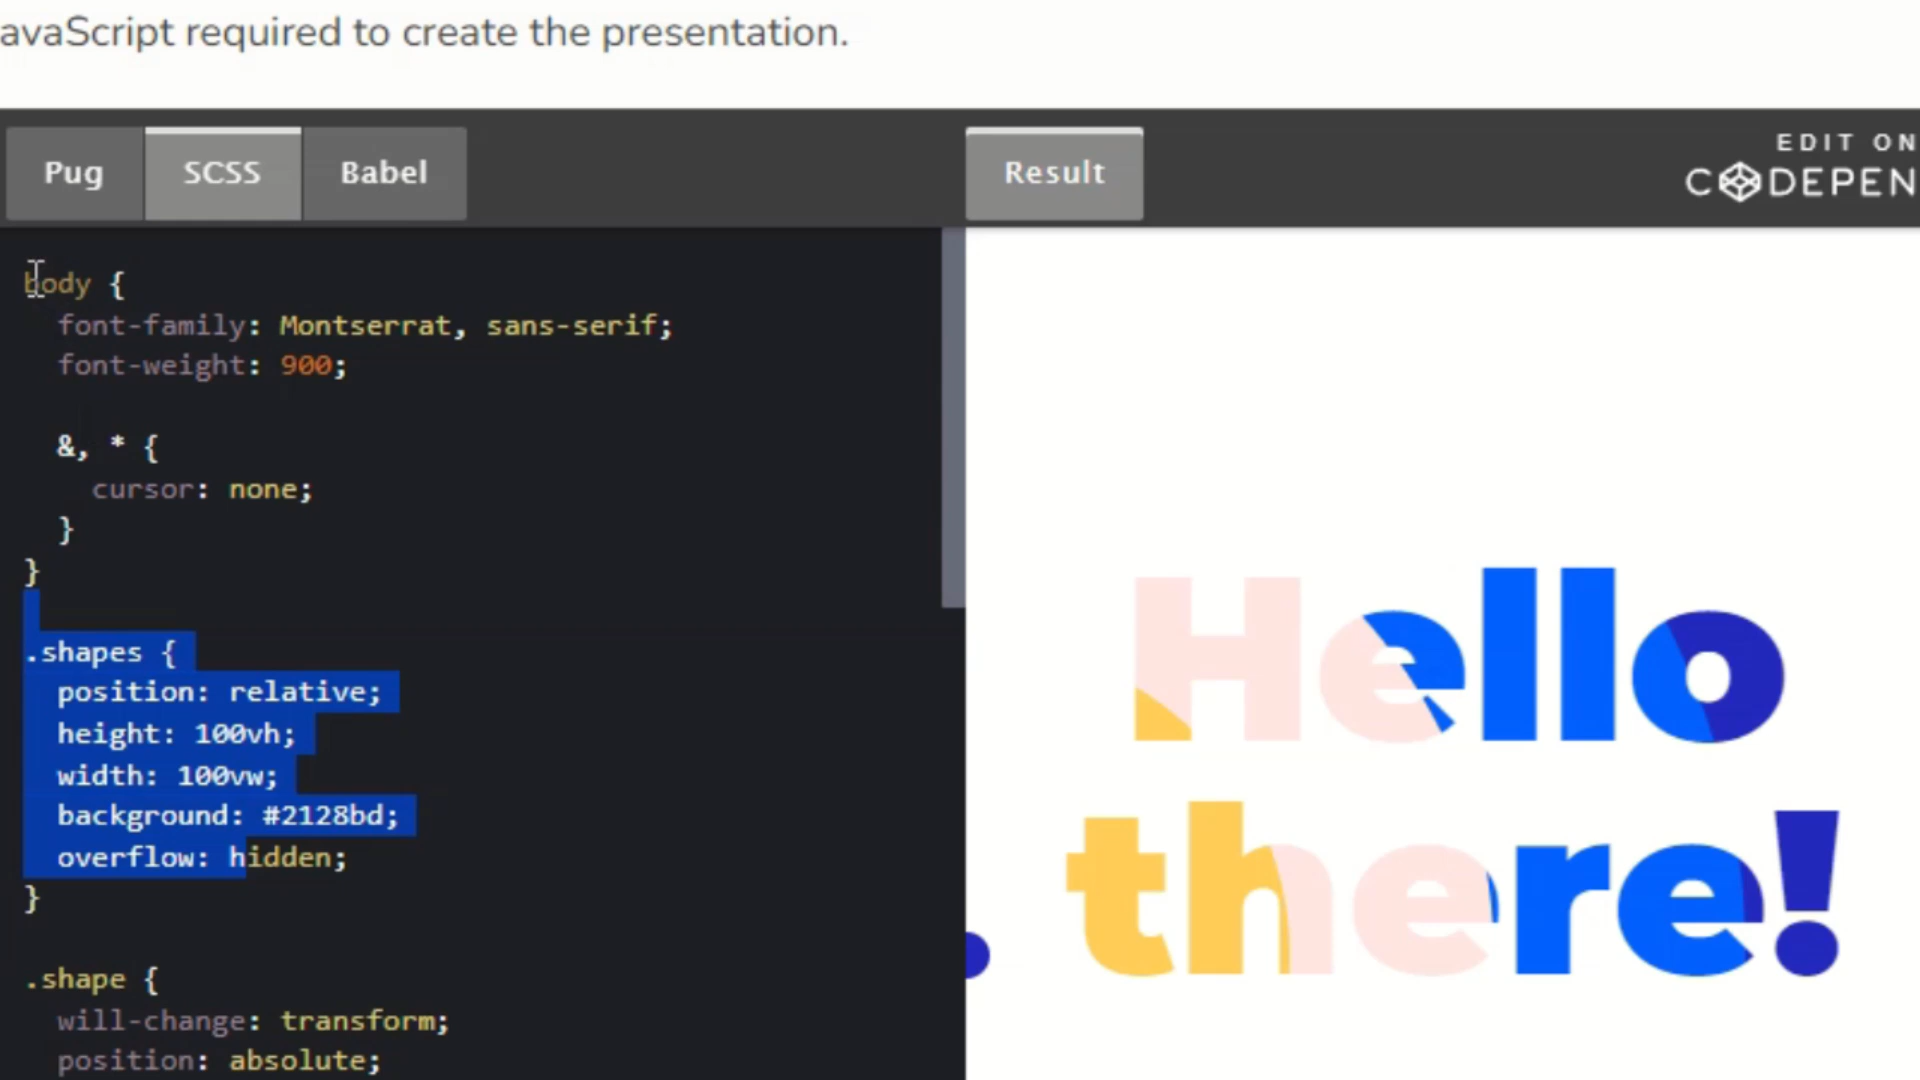 avaScript required to create the presentation.
Pug
SCSS
Babel
Result
EDIT ON
CODEPEN
body {
font-family: Montserrat, sans-serif;
font-weight: 900;
&, * {
cursor: none;
}
}
.shapes {
position: relative;
height: 100vh;
width: 100vw;
background: #2128bd;
overflow: hidden;
}
.shape {
will-change: transform;
position: absolute;
Hello
there!